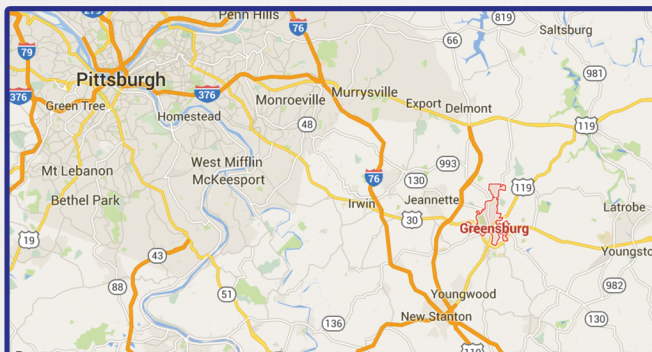 Penn Hills
819
76
Saltsburg
66
79
Pittsburgh
981
376
376
Murrysville
Monroeville
Export
Delmont
Green Tree
Homestead
48
119
West Mifflin
McKeesport
993
Mt Lebanon
76
130
119
Bethel Park
Irwin
Jeannette
Latrobe
30
19
Greensburg
43
Youngsto
88
51
982
Youngwood
New Stanton
136
130
119